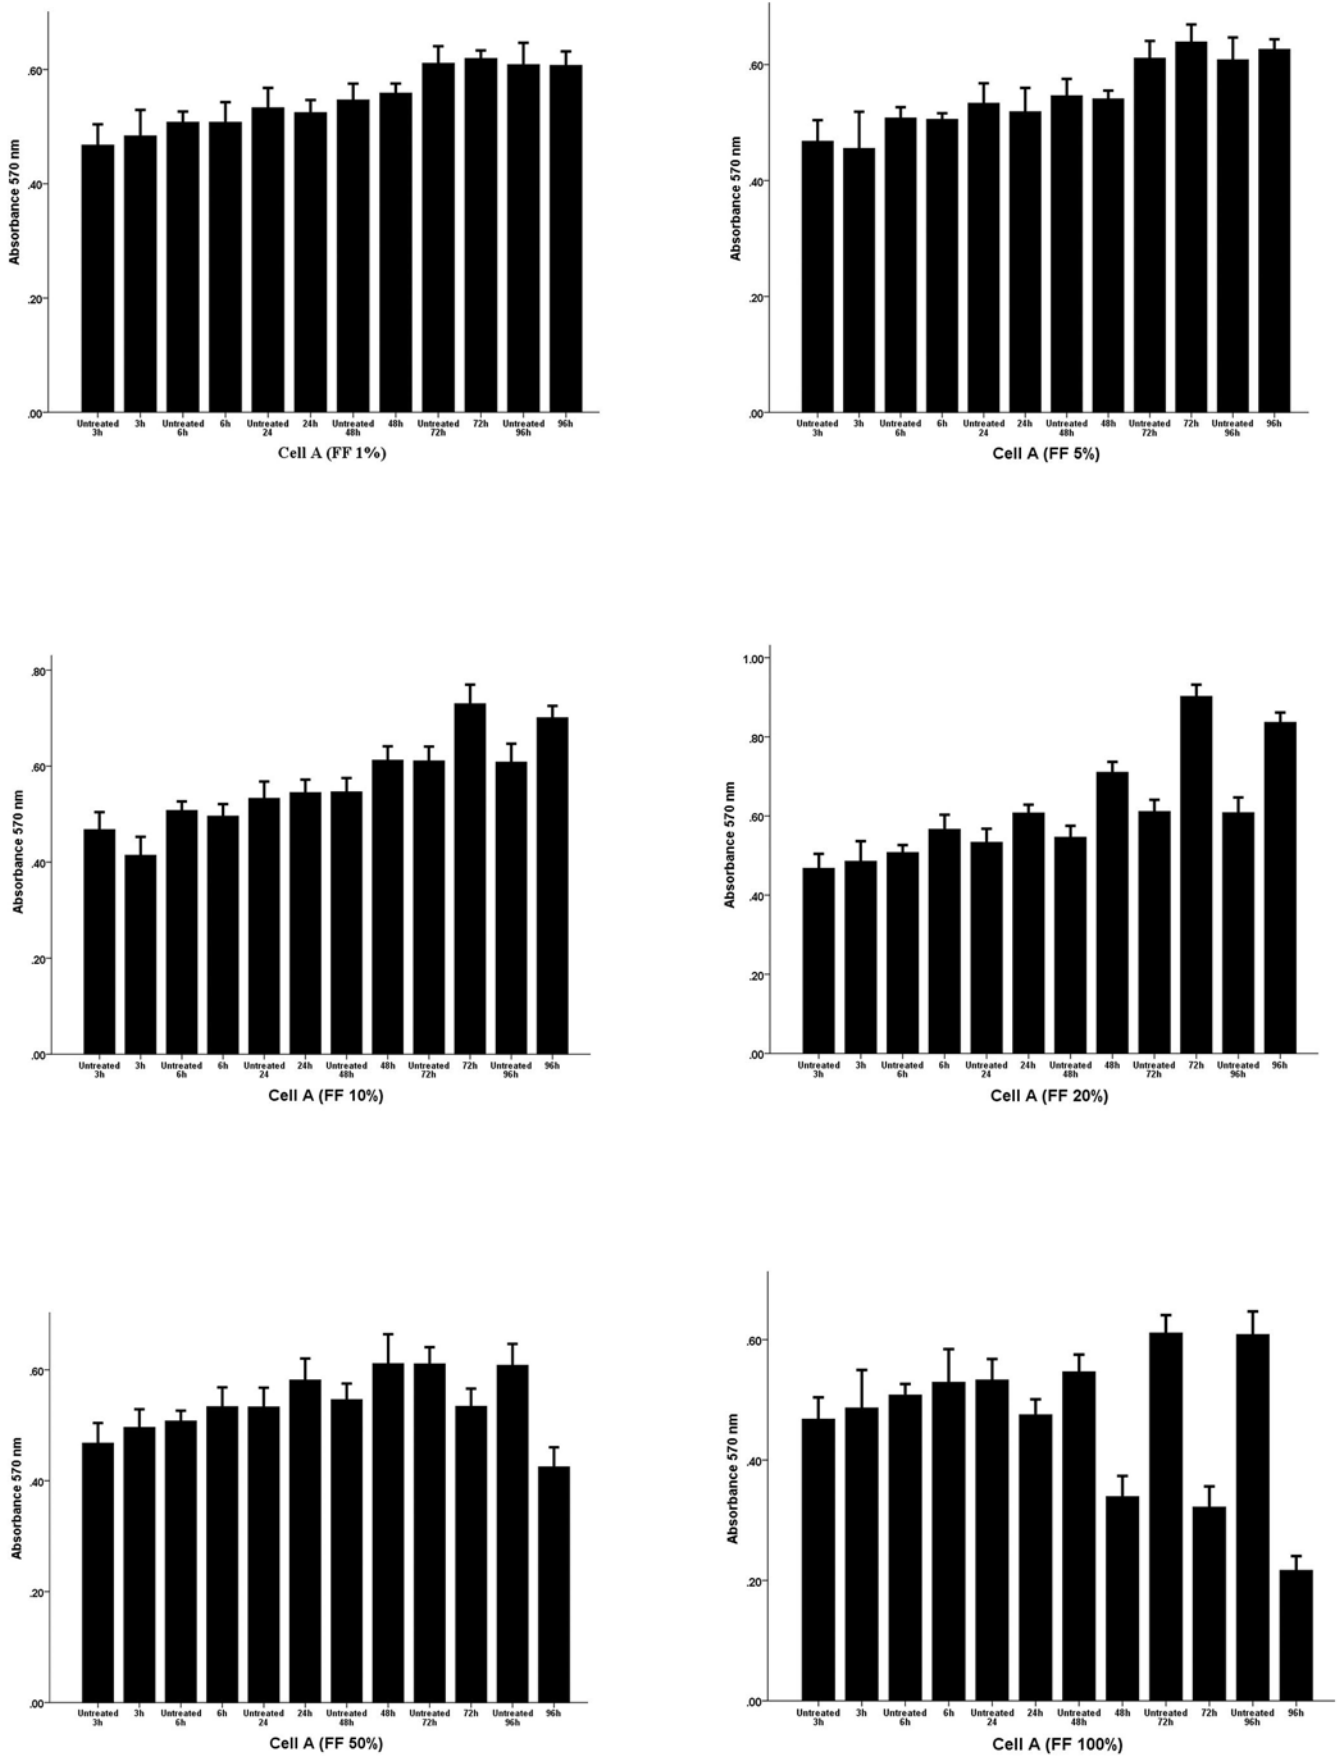 Absorbance 570 nm
.60
.40
.20
.00
Untreated 3h Untreated 6h Untreated 24h Untreated 48h Untreated 72h Untreated 96h
3h 6h 24 48h 72h 96h
Cell A (FF 1%)
Absorbance 570 nm
.60
.40
.20
.00
Untreated 3h Untreated 6h Untreated 24h Untreated 48h Untreated 72h Untreated 96h
3h 6h 24 48h 72h 96h
Cell A (FF 5%)
Absorbance 570 nm
.80
.60
.40
.20
.00
Untreated 3h Untreated 6h Untreated 24h Untreated 48h Untreated 72h Untreated 96h
3h 6h 24 48h 72h 96h
Cell A (FF 10%)
Absorbance 570 nm
1.00
.80
.60
.40
.20
.00
Untreated 3h Untreated 6h Untreated 24h Untreated 48h Untreated 72h Untreated 96h
3h 6h 24 48h 72h 96h
Cell A (FF 20%)
Absorbance 570 nm
.60
.40
.20
.00
Untreated 3h Untreated 6h Untreated 24h Untreated 48h Untreated 72h Untreated 96h
3h 6h 24 48h 72h 96h
Cell A (FF 50%)
Absorbance 570 nm
.60
.40
.20
.00
Untreated 3h Untreated 6h Untreated 24h Untreated 48h Untreated 72h Untreated 96h
3h 6h 24 48h 72h 96h
Cell A (FF 100%)